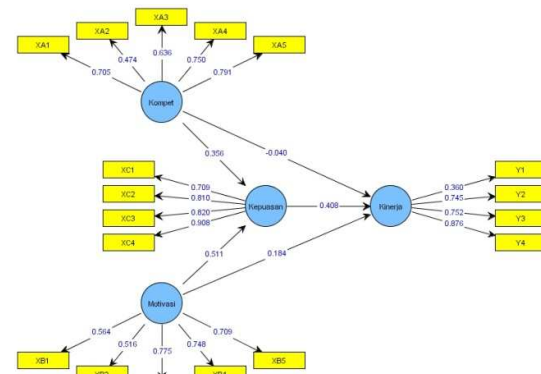 XA3
XA2 XA4
XA1 XA5
0.705 0.474 0.636 0.750 0.791
Kompet
0.356 -0.040
XC1 0.709
XC2 0.810
XC3 0.820
XC4 0.908
Kepuasan 0.408 Kinerja
0.360 Y1
0.745 Y2
0.752 Y3
0.876 Y4
0.511 0.184
Motivasi
0.564 0.516 0.775 0.748 0.709
XB1 XB5